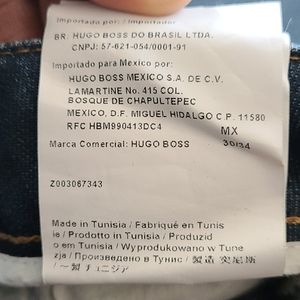 Importado por: / Importador
BR: HUGO BOSS DO BRASIL LTDA.
CNPJ: 57-621-054/0001-91
Importado para Mexico por:
HUGO BOSS MEXICO S.A. DE C.V.
LAMARTINE No. 415 COL.
BOSQUE DE CHAPULTEPEC
MEXICO, D.F. MIGUEL HIDALGO C.P. 11580
RFC HBM990413DC4 MX
Marca Comercial: HUGO BOSS 30/34
Z003067343
Made in Tunisia / Fabriqué en Tunis
ie / Prodotto in Tunisia / Produzid
o em Tunisia / Wyprodukowano w Tune
zja / Произведено в Тунис / 製造 突尼斯
/ 製 チュニジア